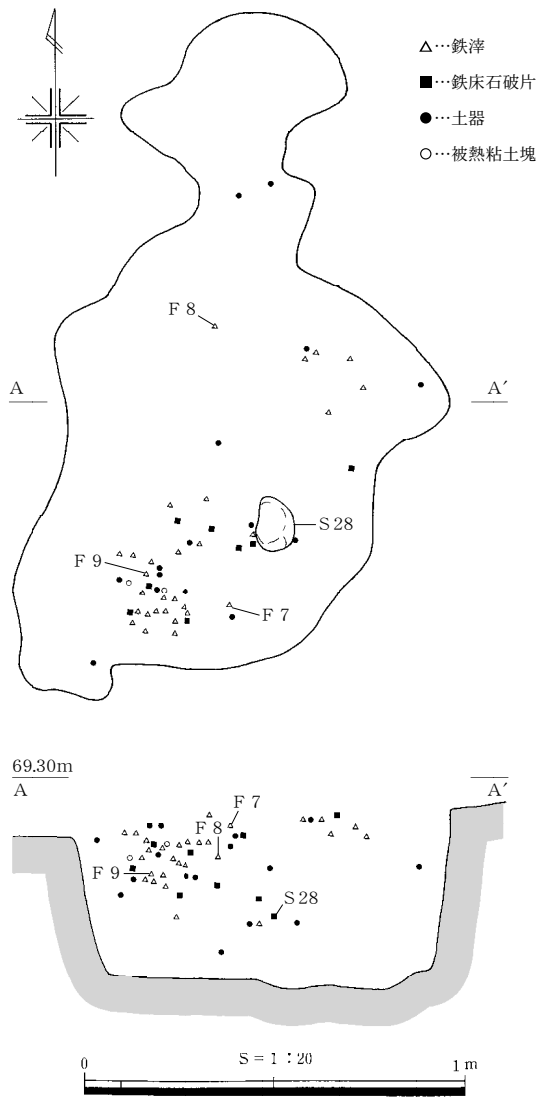 △…鉄滓
■…鉄床石破片
●…土器
○…被熱粘土塊
F 8
A
A′
S 28
F 9
F 7
69.30m
A
A′
F 7
F 8
F 9
S 28
S = 1 : 20
0
1 m